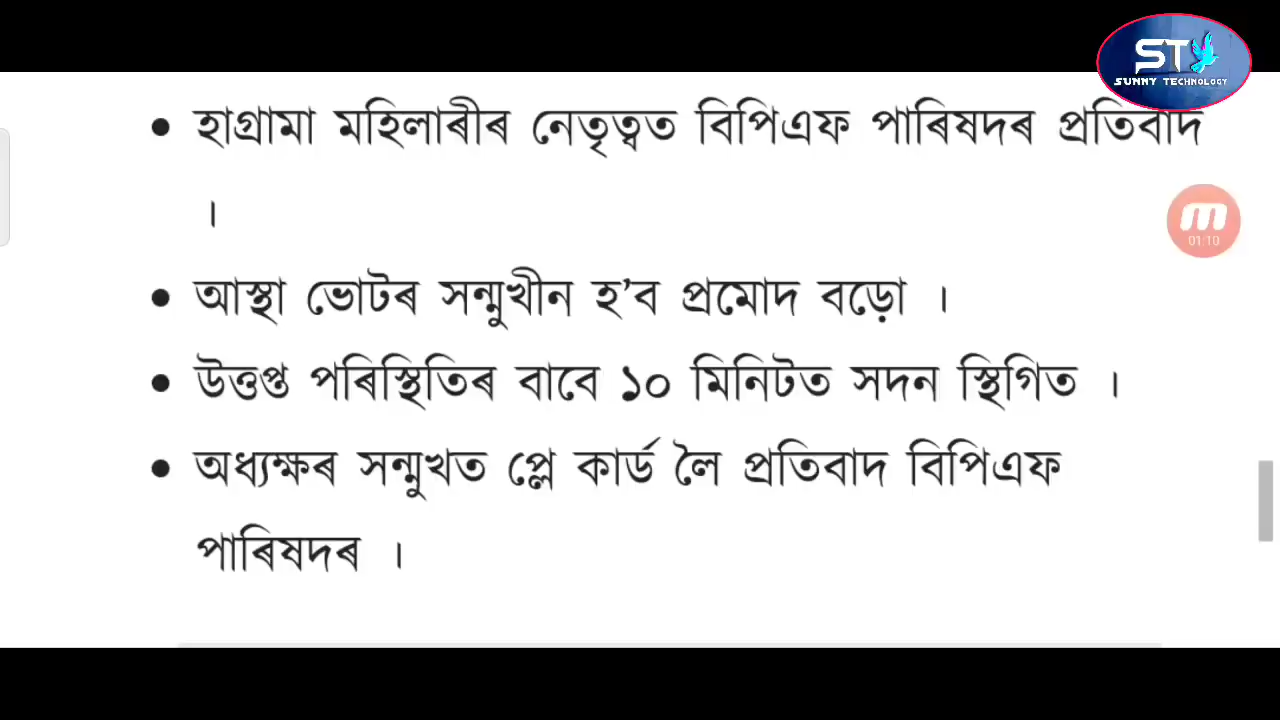 ST
SUNNY TECHNOLOGY
• হাগ্ৰামা মহিলাৰীৰ নেতৃত্বত বিপিএফ পাৰিষদৰ প্ৰতিবাদ
।
01:10
• আস্থা ভোটৰ সন্মুখীন হ’ব প্ৰমোদ বড়ো ।
• উত্তপ্ত পৰিস্থিতিৰ বাবে ১০ মিনিটত সদন স্থিগিত ।
• অধ্যক্ষৰ সন্মুখত প্লে কাৰ্ড লৈ প্ৰতিবাদ বিপিএফ
পাৰিষদৰ ।